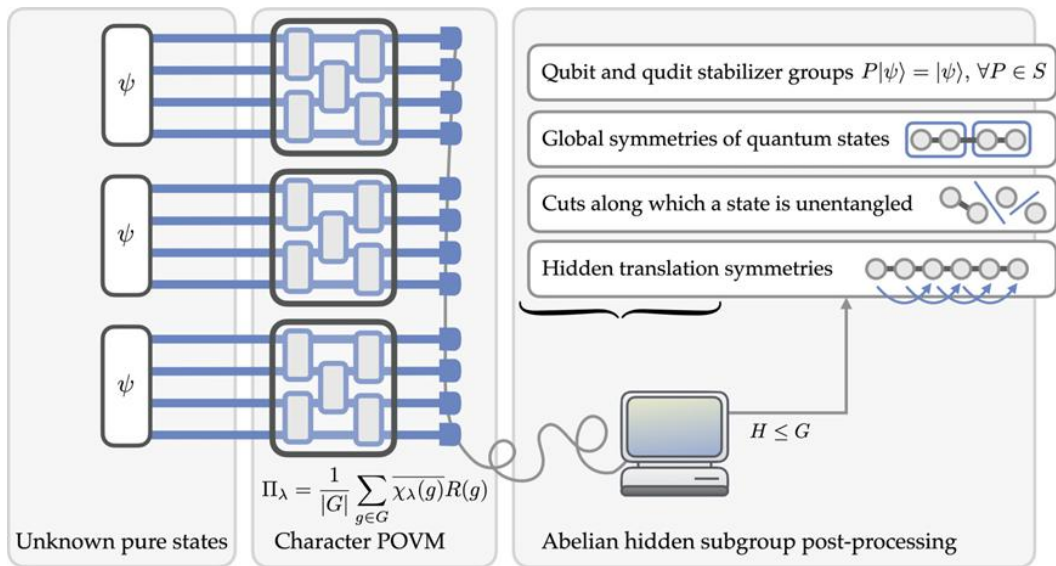 ψ
ψ
ψ
Π_λ = 1/|G| ∑_{g∈G} \overline{χ_λ(g)} R(g)
Unknown pure states
Character POVM
Qubit and qudit stabilizer groups P|ψ⟩ = |ψ⟩, ∀P ∈ S
Global symmetries of quantum states
Cuts along which a state is unentangled
Hidden translation symmetries
H ≤ G
Abelian hidden subgroup post-processing